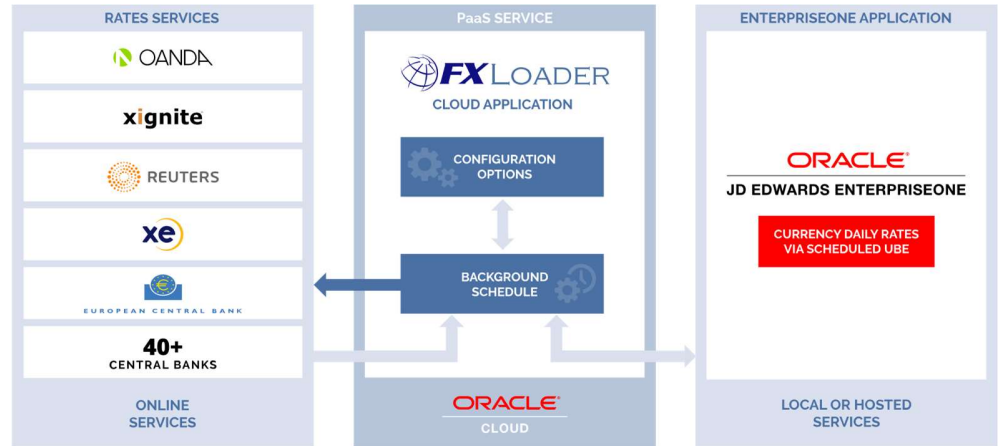 RATES SERVICES
OANDA
xignite
REUTERS
xe
EUROPEAN CENTRAL BANK
40+
CENTRAL BANKS
ONLINE
SERVICES
PaaS SERVICE
FXLOADER
CLOUD APPLICATION
CONFIGURATION
OPTIONS
BACKGROUND
SCHEDULE
ORACLE
CLOUD
ENTERPRISEONE APPLICATION
ORACLE
JD EDWARDS ENTERPRISEONE
CURRENCY DAILY RATES
VIA SCHEDULED UBE
LOCAL OR HOSTED
SERVICES